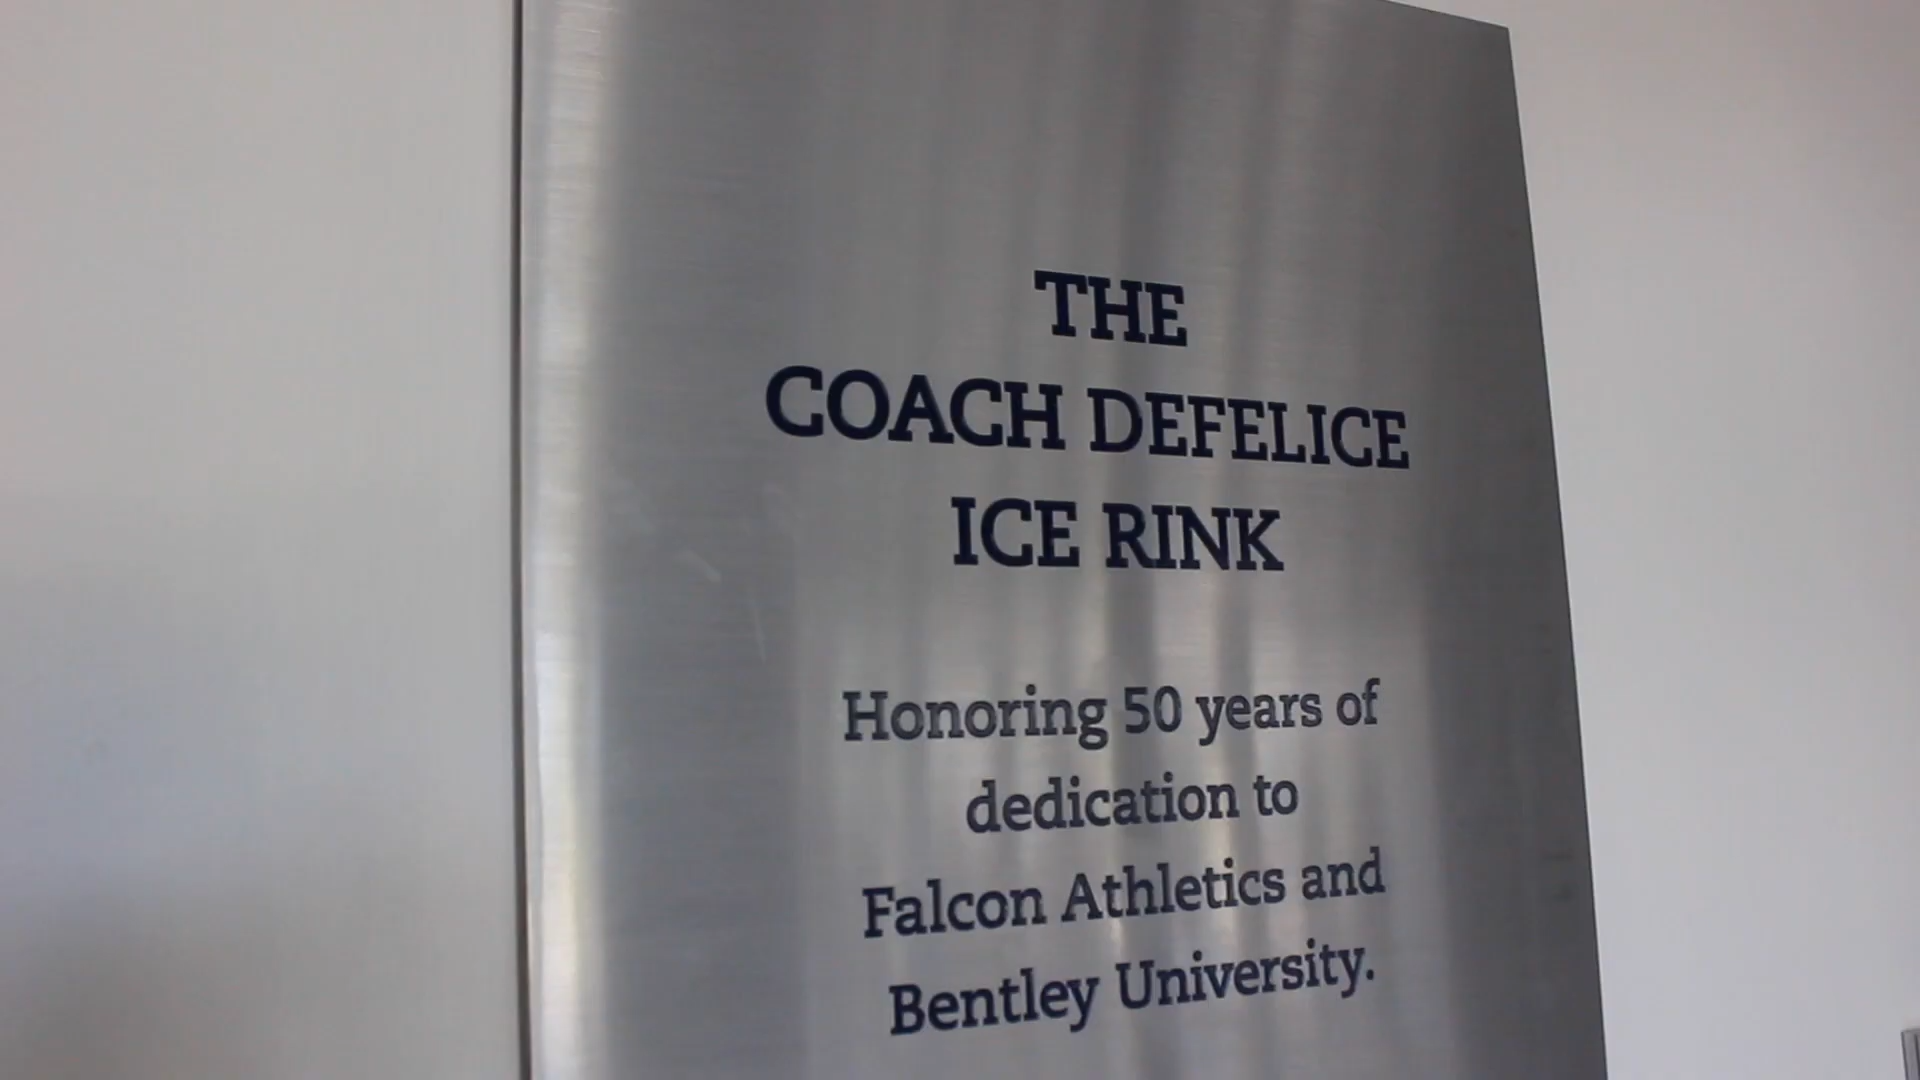 THE
COACH DEFELICE
ICE RINK
Honoring 50 years of
dedication to
Falcon Athletics and
Bentley University.